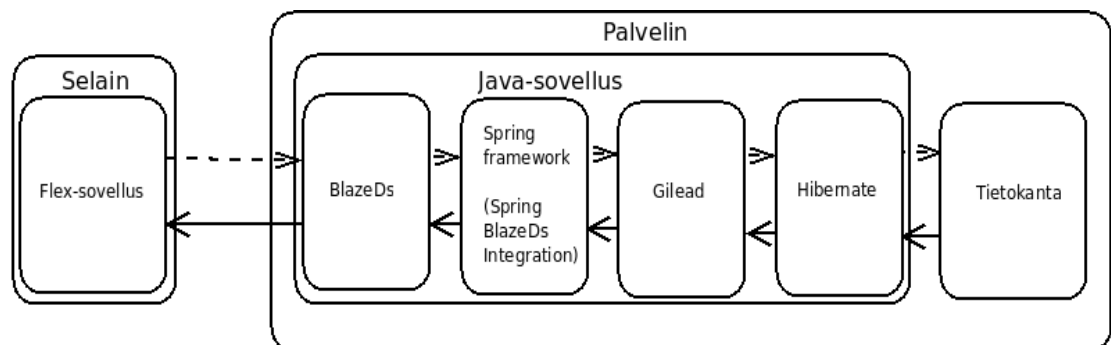 Palvelin
Selain
Java-sovellus
Flex-sovellus
BlazeDs
Spring
framework
(Spring
BlazeDs
Integration)
Gilead
Hibernate
Tietokanta